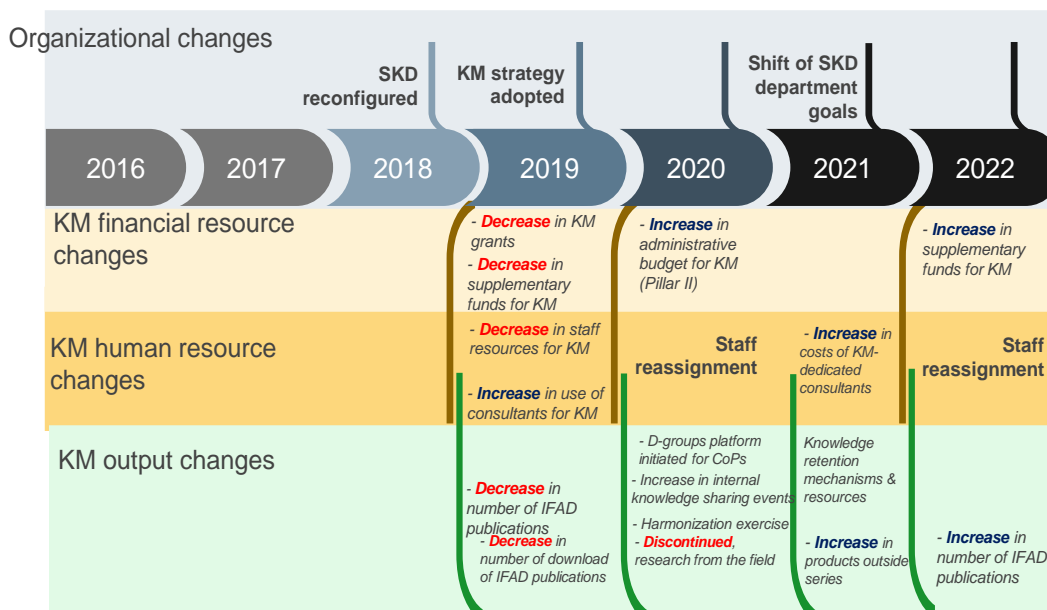 Organizational changes
SKD
reconfigured
KM strategy
adopted
Shift of SKD
department
goals
2016
2017
2018
2019
2020
2021
2022
KM financial resource
changes
- Decrease in KM
grants
- Decrease in
supplementary
funds for KM
- Increase in
administrative
budget for KM
(Pillar II)
- Increase in
supplementary
funds for KM
KM human resource
changes
- Decrease in staff
resources for KM
- Increase in use of
consultants for KM
Staff
reassignment
- Increase in
costs of KM-
dedicated
consultants
Staff
reassignment
KM output changes
- Decrease in
number of IFAD
publications
- Decrease in
number of download
of IFAD publications
- D-groups platform
initiated for CoPs
- Increase in internal
knowledge sharing events
- Harmonization exercise
- Discontinued,
research from the field
Knowledge
retention
mechanisms &
resources
- Increase in
products outside
series
- Increase in
number of IFAD
publications